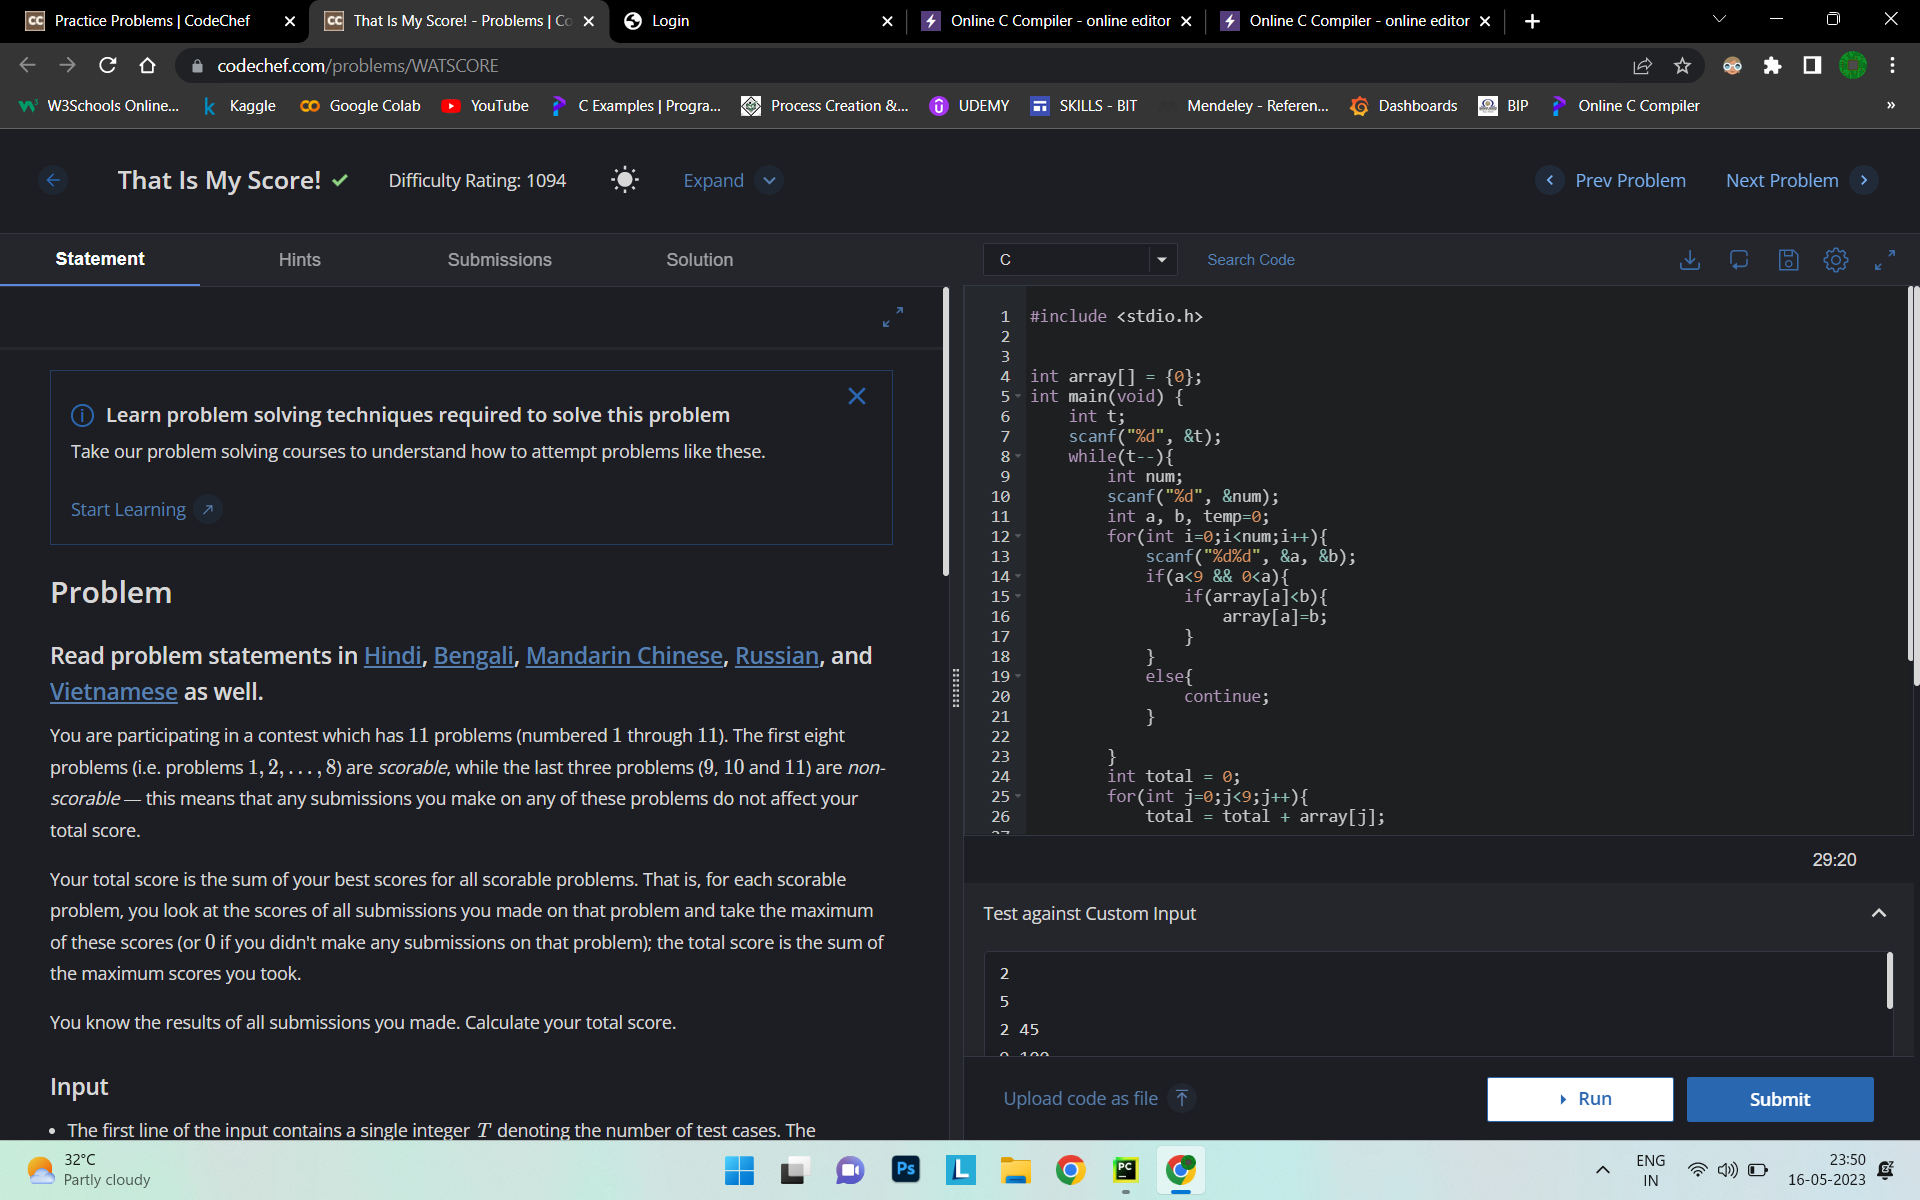 Practice Problems | CodeChef
That Is My Score! - Problems | Co
Login
Online C Compiler - online editor
Online C Compiler - online editor
codechef.com/problems/WATSCORE
W3Schools Online...
Kaggle
Google Colab
YouTube
C Examples | Progra...
Process Creation &...
UDEMY
SKILLS - BIT
Mendeley - Referen...
Dashboards
BIP
Online C Compiler
»
That Is My Score!
Difficulty Rating: 1094
Expand
Prev Problem
Next Problem
Statement
Hints
Submissions
Solution
Learn problem solving techniques required to solve this problem
Take our problem solving courses to understand how to attempt problems like these.
Start Learning
Problem
Read problem statements in Hindi, Bengali, Mandarin Chinese, Russian, and
Vietnamese as well.
You are participating in a contest which has 11 problems (numbered 1 through 11). The first eight
problems (i.e. problems 1, 2, . . . , 8) are scorable, while the last three problems (9, 10 and 11) are non-
scorable — this means that any submissions you make on any of these problems do not affect your
total score.
Your total score is the sum of your best scores for all scorable problems. That is, for each scorable
problem, you look at the scores of all submissions you made on that problem and take the maximum
of these scores (or 0 if you didn't make any submissions on that problem); the total score is the sum of
the maximum scores you took.
You know the results of all submissions you made. Calculate your total score.
Input
• The first line of the input contains a single integer T denoting the number of test cases. The
C
Search Code
1 #include <stdio.h>
2
3
4 int array[] = {0};
5 int main(void) {
6     int t;
7     scanf("%d", &t);
8     while(t--){
9         int num;
10         scanf("%d", &num);
11         int a, b, temp=0;
12         for(int i=0;i<num;i++){
13             scanf("%d%d", &a, &b);
14             if(a<9 && 0<a){
15                 if(array[a]<b){
16                     array[a]=b;
17                 }
18             }
19             else{
20                 continue;
21             }
22
23         }
24         int total = 0;
25         for(int j=0;j<9;j++){
26             total = total + array[j];
29:20
Test against Custom Input
2
5
2 45
Upload code as file
Run
Submit
32°C
Partly cloudy
Ps
L
PC
ENG
IN
23:50
16-05-2023